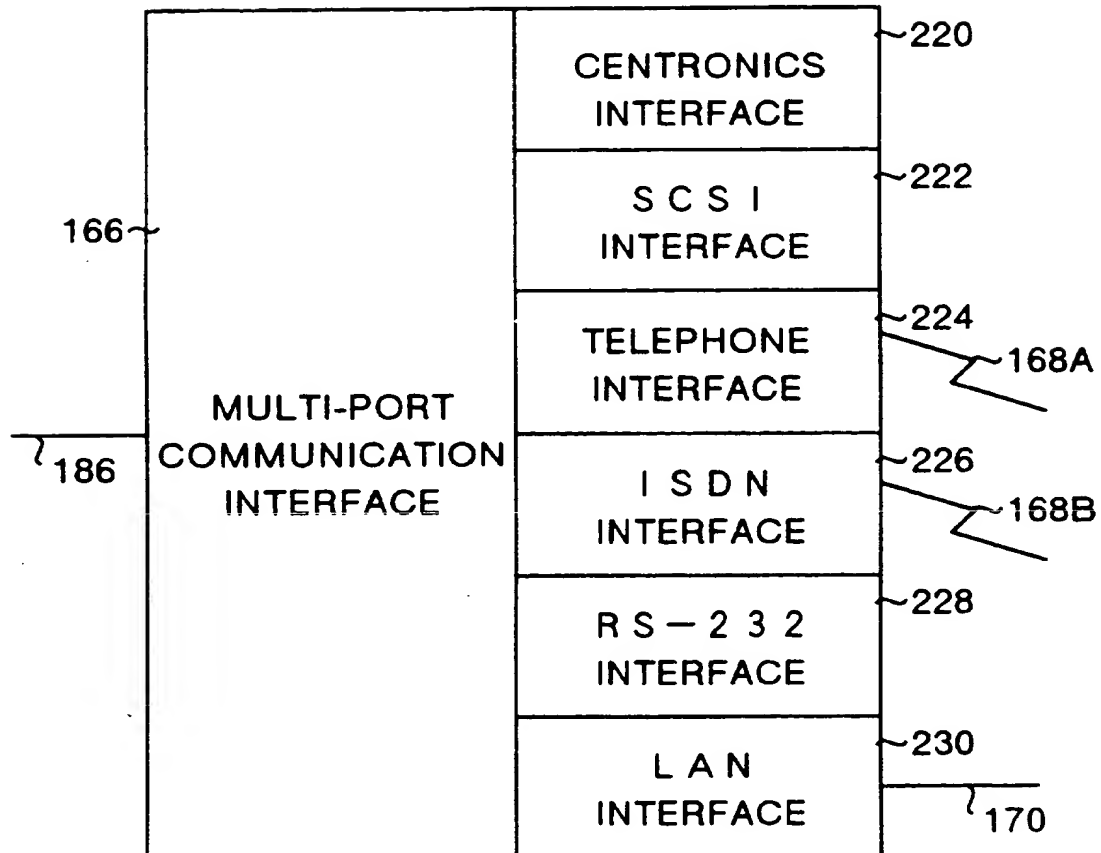 220
CENTRONICS
INTERFACE
222
SCSI
INTERFACE
166
224
TELEPHONE
INTERFACE
168A
MULTI-PORT
COMMUNICATION
INTERFACE
186
226
ISDN
INTERFACE
168B
228
RS-232
INTERFACE
230
LAN
INTERFACE
170